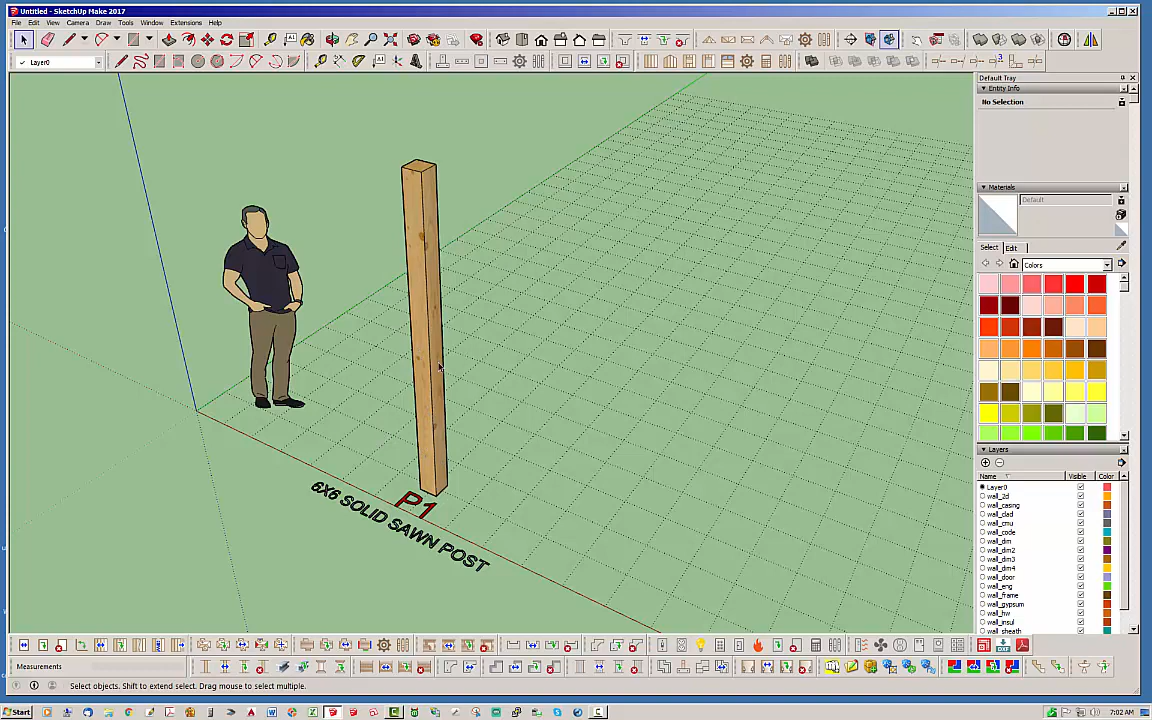 Untitled - SketchUp Make 2017
File Edit View Camera Draw Tools Window Extensions Help
Layer0
Default Tray
Entity Info
No Selection
Materials
Default
Select Edit
Colors
P1
6X6 SOLID SAWN POST
Layers
Name Visible Color
Layer0
wall_2d
wall_casing
wall_clad
wall_cmu
wall_code
wall_dim
wall_dim2
wall_dim3
wall_dim4
wall_door
wall_eng
wall_frame
wall_gypsum
wall_hw
wall_insul
wall_sheath
Measurements
Select objects. Shift to extend select. Drag mouse to select multiple.
Start
7:02 AM